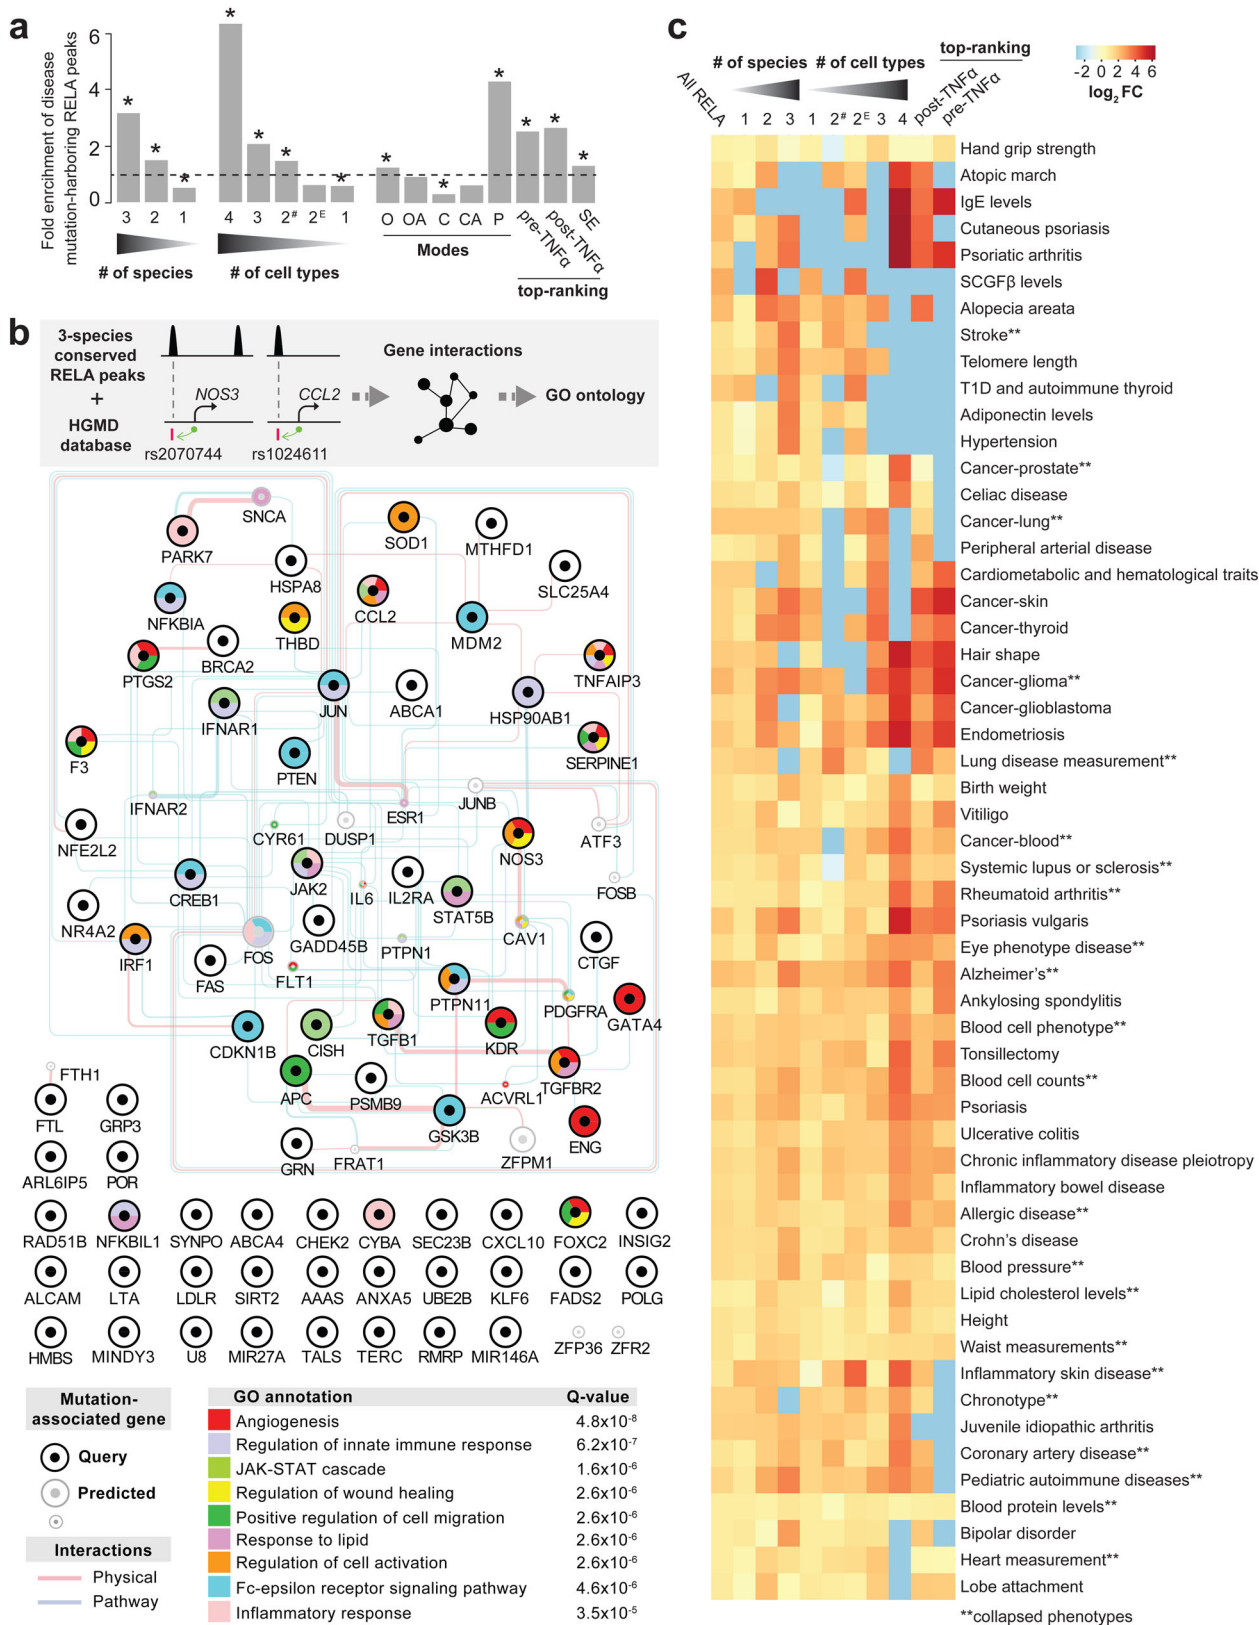 a
Fold enrichment of disease
mutation-harboring RELA peaks
6
4
2
0
*
*
*
*
*
*
*
*
*
*
*
*
*
3 2 1
4 3 2# 2E 1
O OA C CA P
pre-TNFα
post-TNFα
SE
# of species
# of cell types
Modes
top-ranking
b
3-species
conserved
RELA peaks
+
HGMD
database
NOS3
CCL2
rs2070744
rs1024611
Gene interactions
GO ontology
SNCA
PARK7
SOD1
MTHFD1
HSPA8
SLC25A4
NFKBIA
THBD
CCL2
MDM2
PTGS2
BRCA2
TNFAIP3
IFNAR1
JUN
ABCA1
HSP90AB1
F3
PTEN
SERPINE1
IFNAR2
CYR61
DUSP1
ESR1
JUNB
ATF3
NFE2L2
NOS3
CREB1
JAK2
IL6
IL2RA
STAT5B
FOSB
NR4A2
IRF1
FOS
GADD45B
PTPN1
CAV1
CTGF
FAS
FLT1
PTPN11
PDGFRA
GATA4
CDKN1B
CISH
TGFB1
KDR
TGFBR2
FTH1
APC
PSMB9
ACVRL1
FTL
GRP3
GSK3B
ENG
GRN
FRAT1
ZFPM1
ARL6IP5
POR
RAD51B NFKBIL1 SYNPO ABCA4 CHEK2 CYBA SEC23B CXCL10 FOXC2 INSIG2
ALCAM LTA LDLR SIRT2 AAAS ANXA5 UBE2B KLF6 FADS2 POLG
HMBS MINDY3 U8 MIR27A TALS TERC RMRP MIR146A ZFP36 ZFR2
Mutation-
associated gene
Query
Predicted
Interactions
Physical
Pathway
GO annotation Q-value
Angiogenesis 4.8x10-8
Regulation of innate immune response 6.2x10-7
JAK-STAT cascade 1.6x10-6
Regulation of wound healing 2.6x10-6
Positive regulation of cell migration 2.6x10-6
Response to lipid 2.6x10-6
Regulation of cell activation 2.6x10-6
Fc-epsilon receptor signaling pathway 4.6x10-6
Inflammatory response 3.5x10-5
c
# of species
# of cell types
top-ranking
All RELA
1 2 3 1 2# 2E 3 4
post-TNFα
pre-TNFα
-2 0 2 4 6
log2 FC
Hand grip strength
Atopic march
IgE levels
Cutaneous psoriasis
Psoriatic arthritis
SCGFβ levels
Alopecia areata
Stroke**
Telomere length
T1D and autoimmune thyroid
Adiponectin levels
Hypertension
Cancer-prostate**
Celiac disease
Cancer-lung**
Peripheral arterial disease
Cardiometabolic and hematological traits
Cancer-skin
Cancer-thyroid
Hair shape
Cancer-glioma**
Cancer-glioblastoma
Endometriosis
Lung disease measurement**
Birth weight
Vitiligo
Cancer-blood**
Systemic lupus or sclerosis**
Rheumatoid arthritis**
Psoriasis vulgaris
Eye phenotype disease**
Alzheimer's**
Ankylosing spondylitis
Blood cell phenotype**
Tonsillectomy
Blood cell counts**
Psoriasis
Ulcerative colitis
Chronic inflammatory disease pleiotropy
Inflammatory bowel disease
Allergic disease**
Crohn's disease
Blood pressure**
Lipid cholesterol levels**
Height
Waist measurements**
Inflammatory skin disease**
Chronotype**
Juvenile idiopathic arthritis
Coronary artery disease**
Pediatric autoimmune diseases**
Blood protein levels**
Bipolar disorder
Heart measurement**
Lobe attachment
**collapsed phenotypes